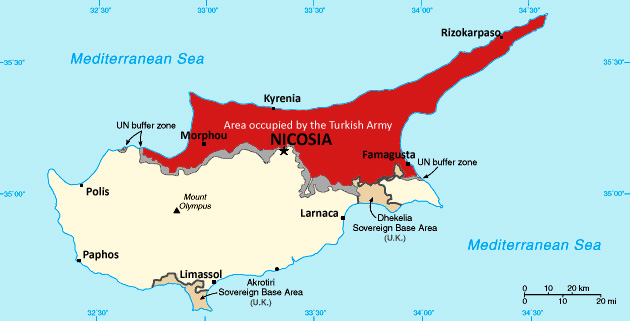 32°30'
33°00'
33°30'
34°00'
34°30'
Rizokarpaso
Mediterranean Sea
35°30'
35°30'
Kyrenia
UN buffer zone
Area occupied by the Turkish Army
Morphou
NICOSIA
Famagusta
UN buffer zone
35°00'
35°00'
Polis
Mount
Olympus
Larnaca
Dhekelia
Sovereign Base Area
(U.K.)
Mediterranean Sea
Paphos
Limassol
Akrotiri
Sovereign Base Area
(U.K.)
0 10 20 km
0 10 20 mi
32°30'
33°00'
33°30'
34°00'
34°30'